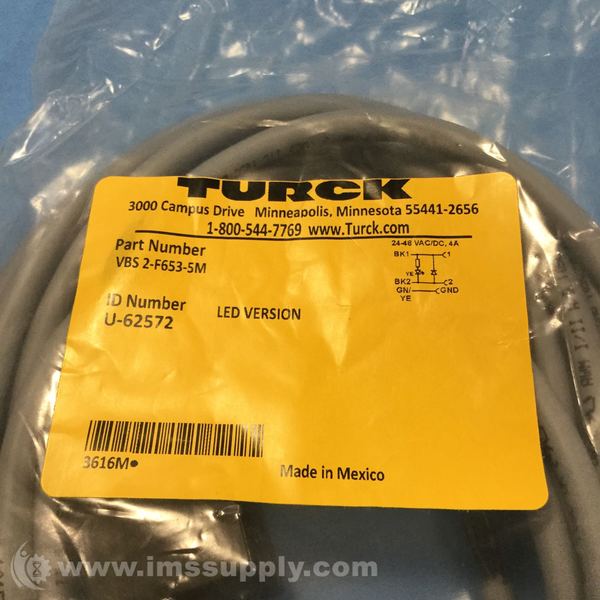 TURCK
3000 Campus Drive Minneapolis, Minnesota 55441-2656
1-800-544-7769 www.Turck.com
Part Number
VBS 2-F653-5M
ID Number
U-62572
LED VERSION
24-48 VAC/DC, 4A
BK1 1
YE
BK2 2
GN/ GND
YE
3616M•
Made in Mexico
www.imssupply.com